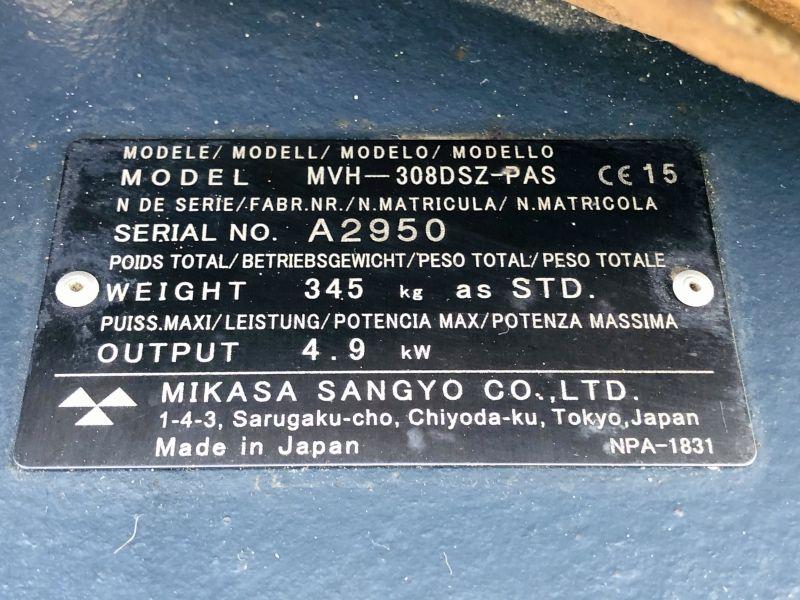 MODELE/ MODELL/ MODELO/ MODELLO
MODEL MVH-308DSZ-PAS CE 15
N DE SERIE/FABR.NR./N.MATRICULA/ N.MATRICOLA
SERIAL NO. A2950
POIDS TOTAL/BETRIEBSGEWICHT/PESO TOTAL/PESO TOTALE
WEIGHT 345 kg as STD.
PUISS.MAXI/LEISTUNG/POTENCIA MAX/POTENZA MASSIMA
OUTPUT 4.9 kW
MIKASA SANGYO CO.,LTD.
1-4-3, Sarugaku-cho, Chiyoda-ku, Tokyo,Japan
Made in Japan NPA-1831